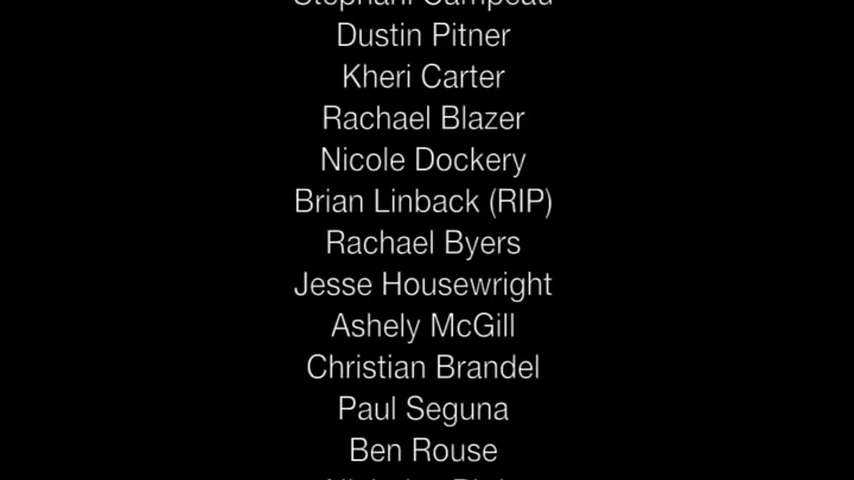 Dustin Pitner
Kheri Carter
Rachael Blazer
Nicole Dockery
Brian Linback (RIP)
Rachael Byers
Jesse Housewright
Ashely McGill
Christian Brandel
Paul Seguna
Ben Rouse